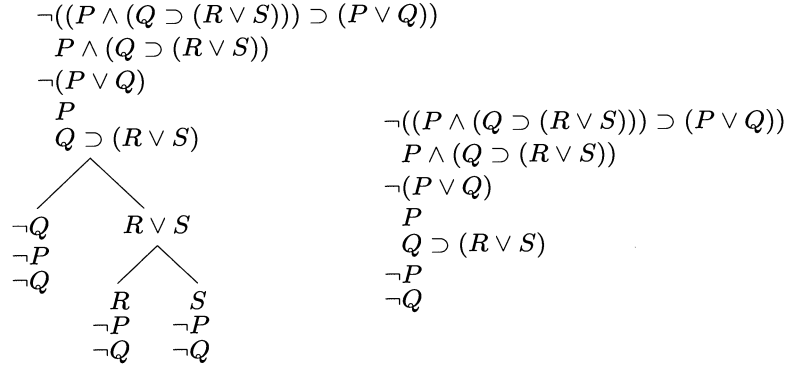 ¬((P ∧ (Q ⊃ (R ∨ S))) ⊃ (P ∨ Q))
P ∧ (Q ⊃ (R ∨ S))
¬(P ∨ Q)
P
Q ⊃ (R ∨ S)
¬Q R ∨ S
¬P
¬Q
R S
¬P ¬P
¬Q ¬Q
¬((P ∧ (Q ⊃ (R ∨ S))) ⊃ (P ∨ Q))
P ∧ (Q ⊃ (R ∨ S))
¬(P ∨ Q)
P
Q ⊃ (R ∨ S)
¬P
¬Q